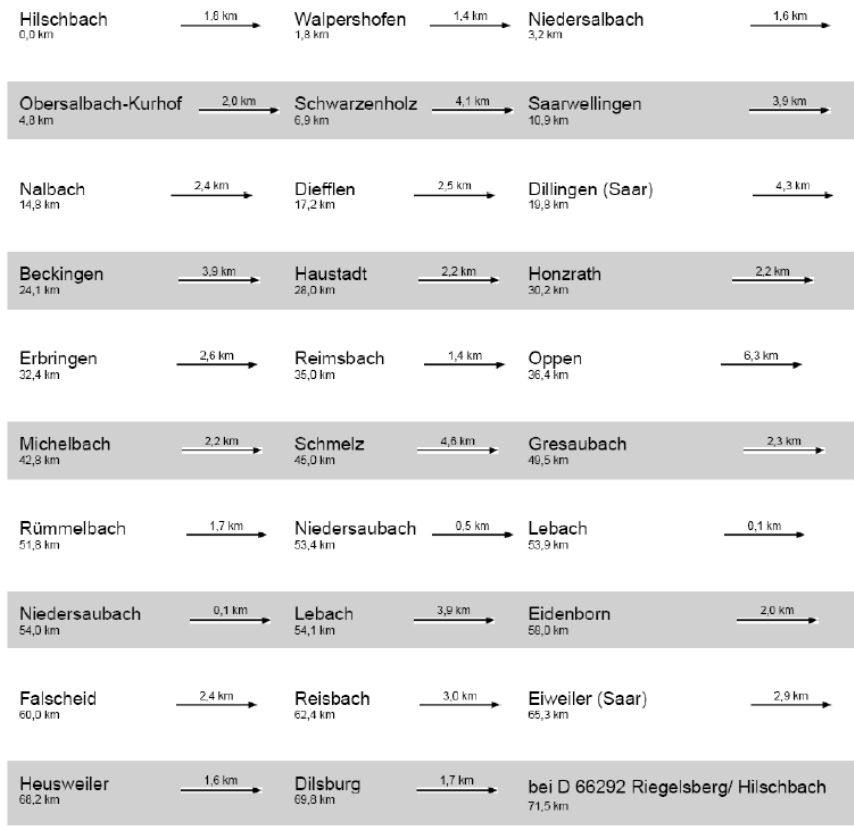 Hilschbach 1,8 km Walpershofen 1,4 km Niedersalbach 1,6 km
0,0 km 1,8 km 3,2 km
Obersalbach-Kurhof 2,0 km Schwarzenholz 4,1 km Saarwellingen 3,9 km
4,8 km 6,9 km 10,9 km
Nalbach 2,4 km Diefflen 2,5 km Dillingen (Saar) 4,3 km
14,8 km 17,2 km 19,8 km
Beckingen 3,9 km Haustadt 2,2 km Honzrath 2,2 km
24,1 km 28,0 km 30,2 km
Erbringen 2,6 km Reimsbach 1,4 km Oppen 6,3 km
32,4 km 35,0 km 36,4 km
Michelbach 2,2 km Schmelz 4,6 km Gresaubach 2,3 km
42,8 km 45,0 km 49,5 km
Rümmelbach 1,7 km Niedersaubach 0,5 km Lebach 0,1 km
51,8 km 53,4 km 53,9 km
Niedersaubach 0,1 km Lebach 3,9 km Eidenborn 2,0 km
54,0 km 54,1 km 58,0 km
Falscheid 2,4 km Reisbach 3,0 km Eiweiler (Saar) 2,9 km
60,0 km 62,4 km 65,3 km
Heusweiler 1,6 km Dilsburg 1,7 km bei D 66292 Riegelsberg/ Hilschbach
68,2 km 69,8 km 71,5 km